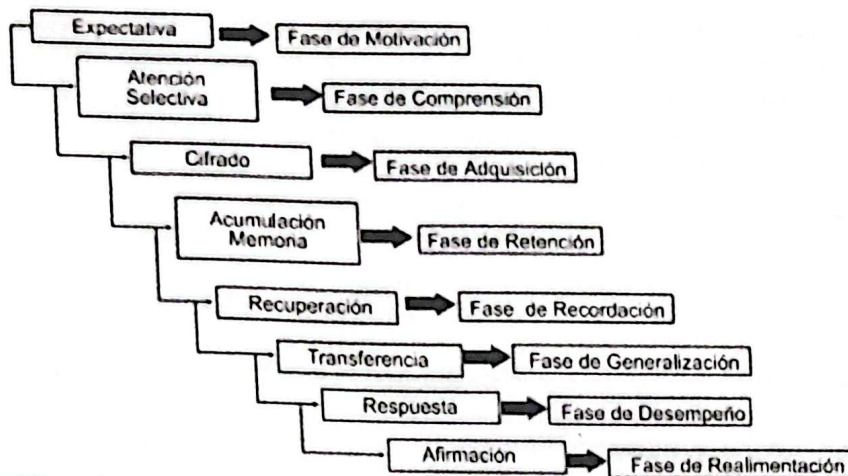 Expectativa
Fase de Motivación
Atención
Selectiva
Fase de Comprensión
Cifrado
Fase de Adquisición
Acumulación
Memoria
Fase de Retención
Recuperación
Fase de Recordación
Transferencia
Fase de Generalización
Respuesta
Fase de Desempeño
Afirmación
Fase de Realimentación